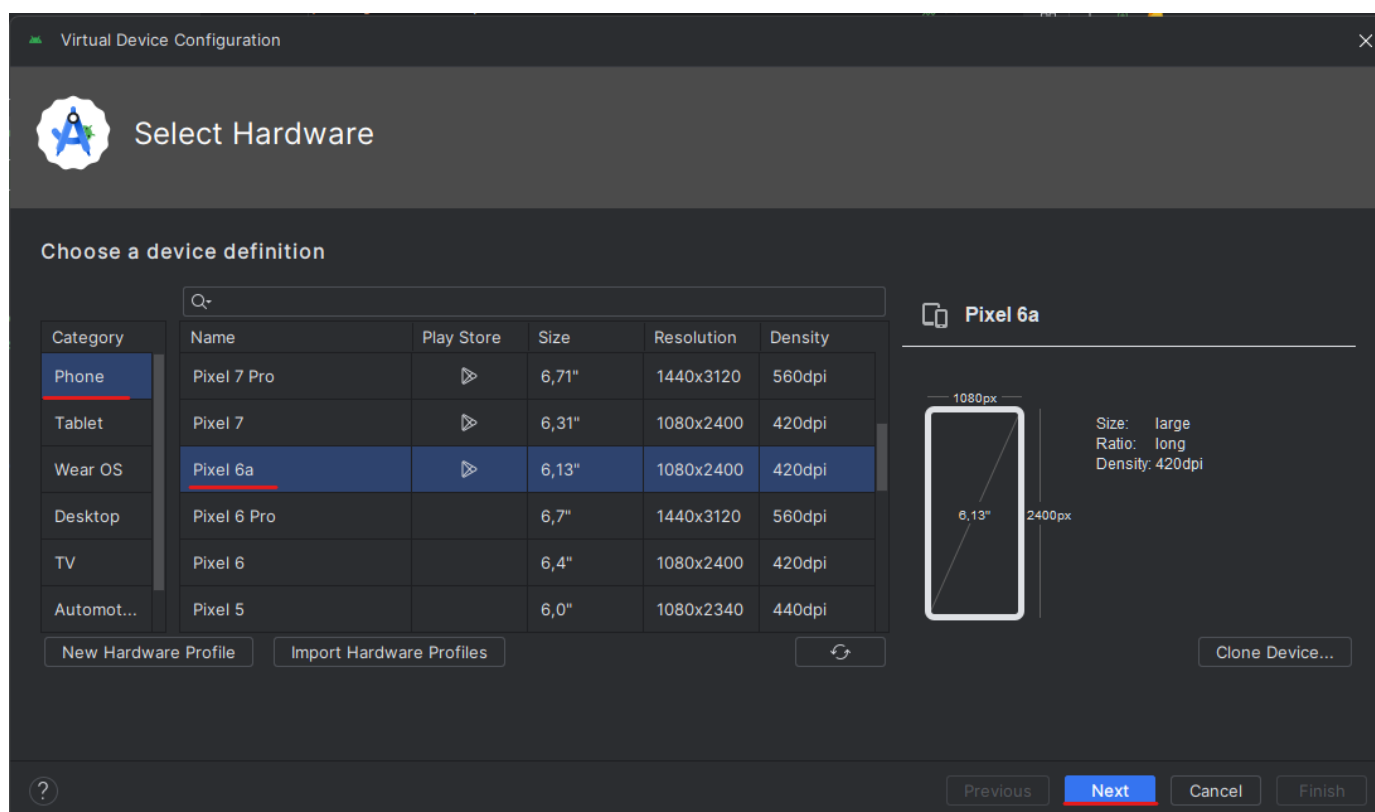 Virtual Device Configuration
Select Hardware
Choose a device definition
Category
Phone
Tablet
Wear OS
Desktop
TV
Automot...
Name Play Store Size Resolution Density
Pixel 7 Pro 6,71" 1440x3120 560dpi
Pixel 7 6,31" 1080x2400 420dpi
Pixel 6a 6,13" 1080x2400 420dpi
Pixel 6 Pro 6,7" 1440x3120 560dpi
Pixel 6 6,4" 1080x2400 420dpi
Pixel 5 6,0" 1080x2340 440dpi
New Hardware Profile Import Hardware Profiles
Pixel 6a
1080px
6,13" 2400px
Size: large
Ratio: long
Density: 420dpi
Clone Device...
? Previous Next Cancel Finish